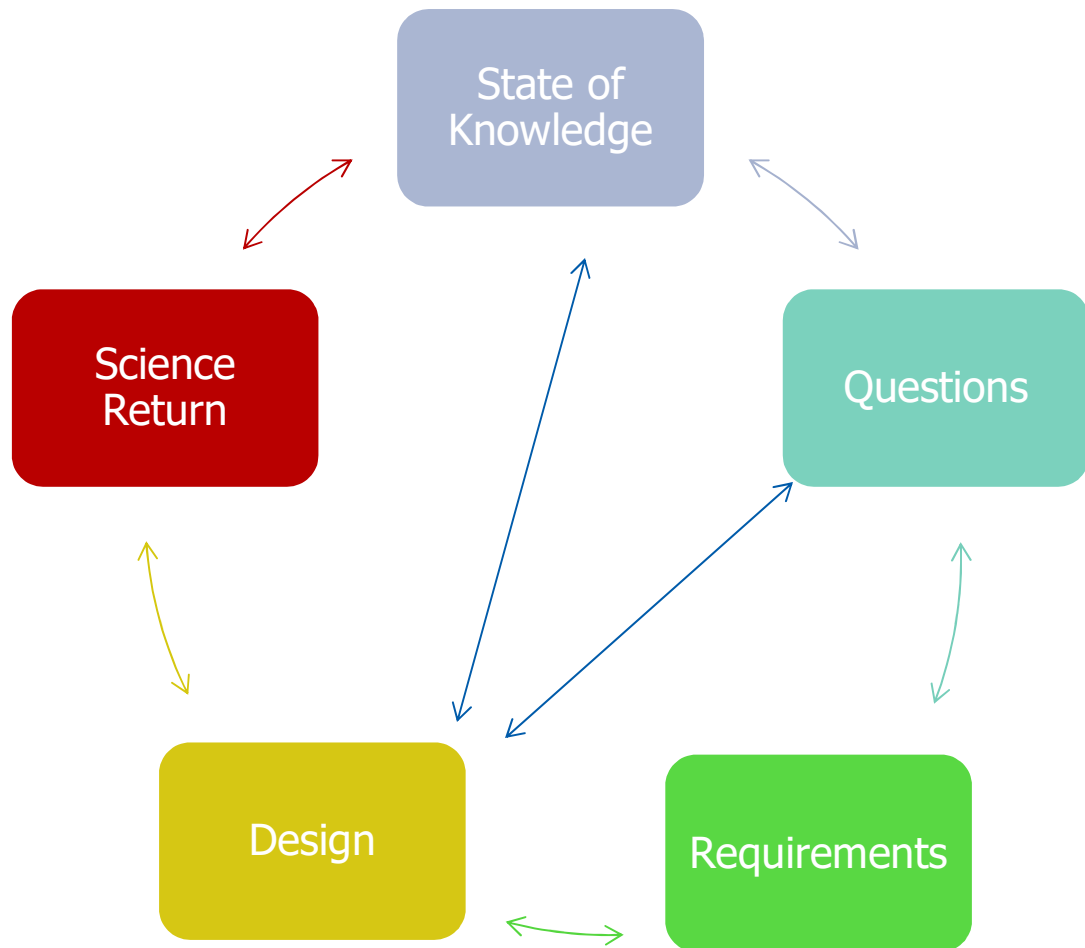 State of
Knowledge
Questions
Requirements
Design
Science
Return